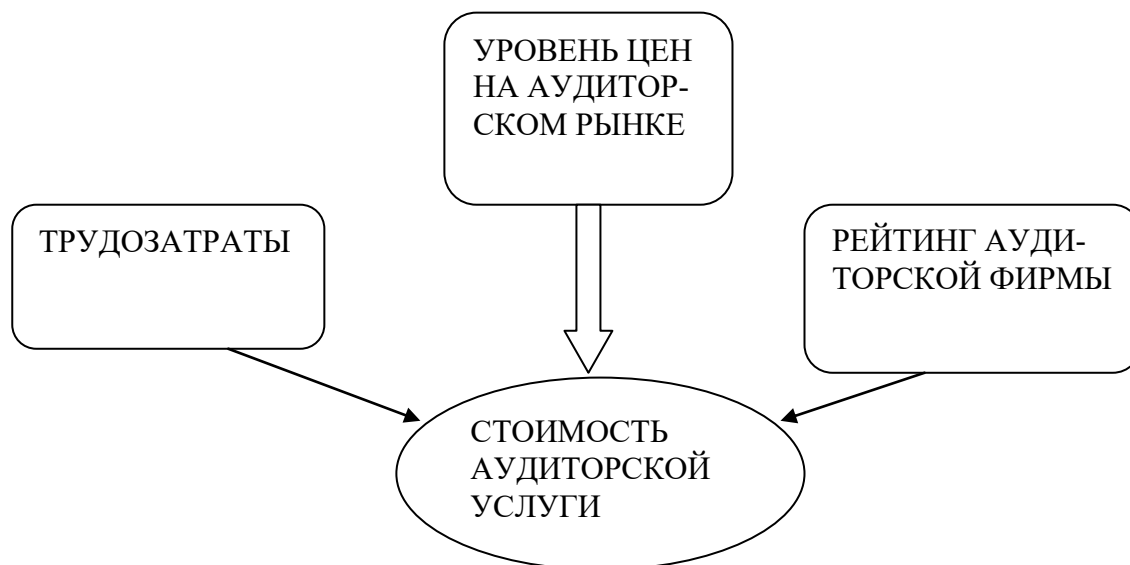 УРОВЕНЬ ЦЕН
НА АУДИТОР-
СКОМ РЫНКЕ
ТРУДОЗАТРАТЫ
РЕЙТИНГ АУДИ-
ТОРСКОЙ ФИРМЫ
СТОИМОСТЬ
АУДИТОРСКОЙ
УСЛУГИ